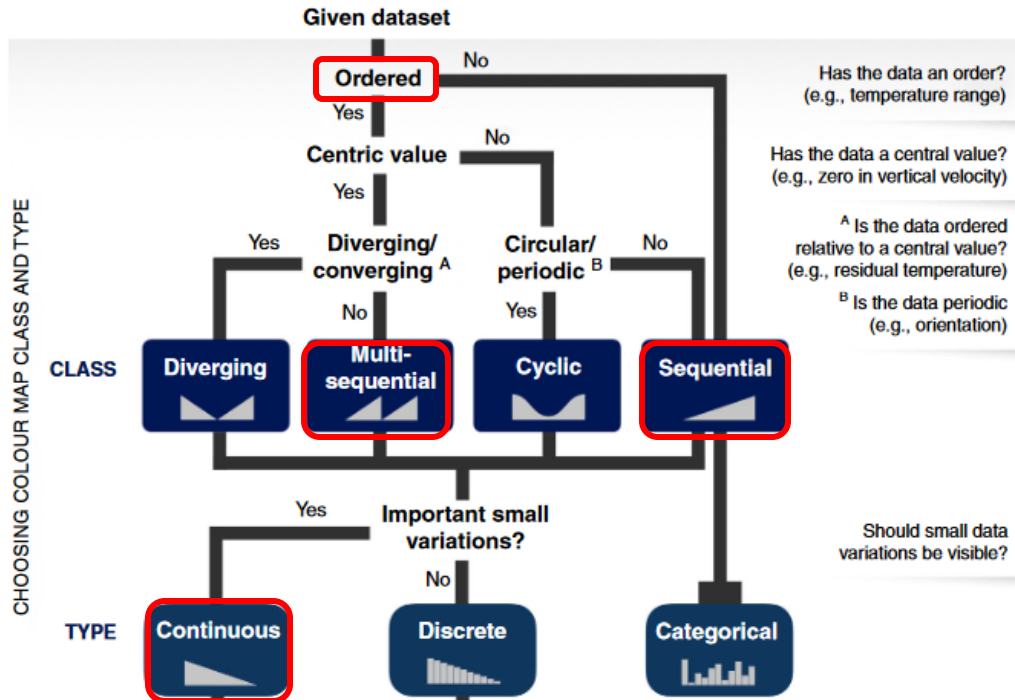 Given dataset
Ordered
No
Has the data an order?
(e.g., temperature range)
Yes
Centric value
No
Has the data a central value?
(e.g., zero in vertical velocity)
Yes
Yes
Diverging/
converging A
Circular/
periodic B
No
A Is the data ordered
relative to a central value?
(e.g., residual temperature)
No
Yes
B Is the data periodic
(e.g., orientation)
CHOOSING COLOUR MAP CLASS AND TYPE
CLASS
Diverging
Multi-
sequential
Cyclic
Sequential
Yes
Important small
variations?
Should small data
variations be visible?
No
TYPE
Continuous
Discrete
Categorical